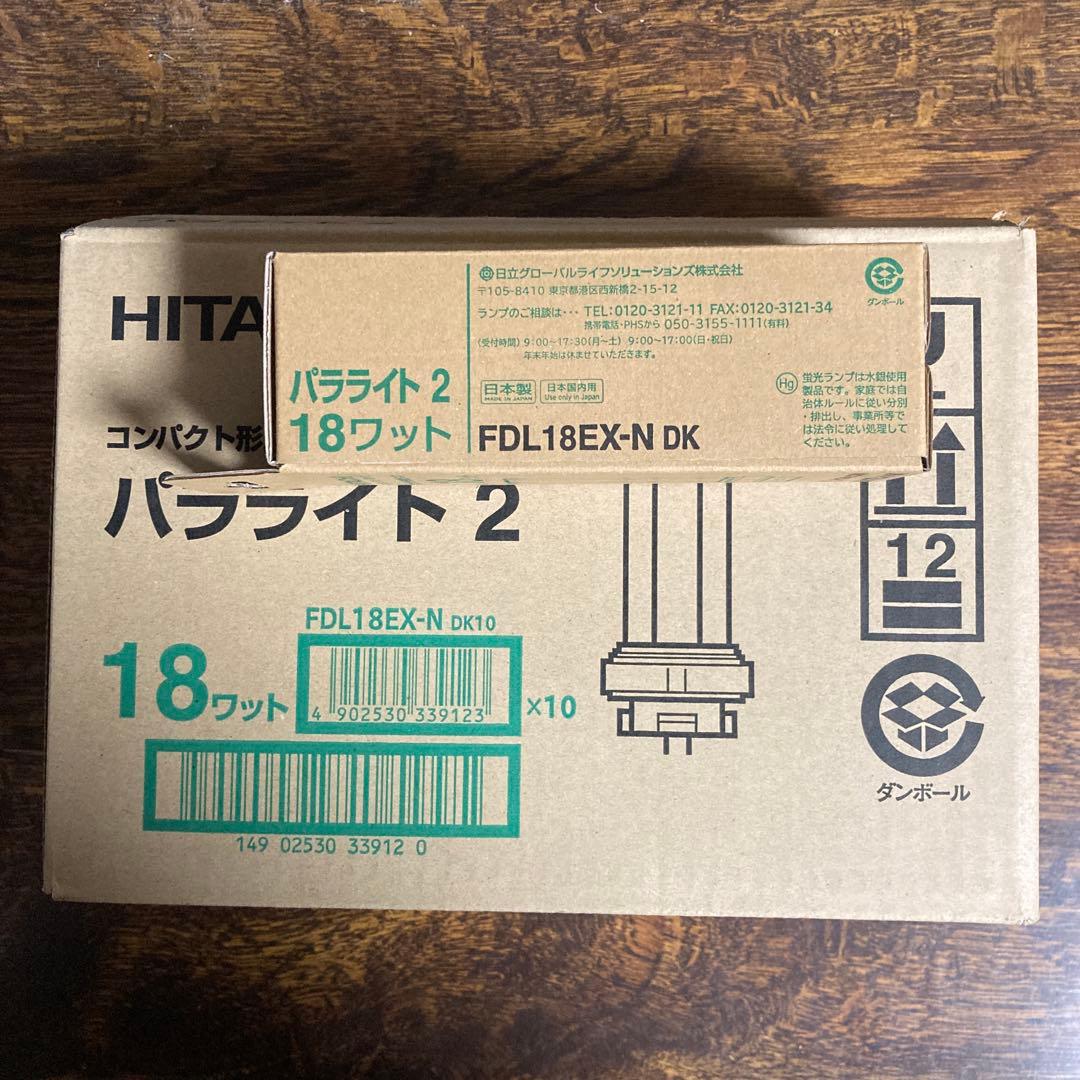 日立グローバルライフソリューションズ株式会社
〒105-8410 東京都港区西新橋2-15-12
ランプのご相談は… TEL:0120-3121-11 FAX:0120-3121-34
携帯電話・PHSから 050-3155-1111(有料)
〈受付時間〉9:00〜17:30(月〜土) 9:00〜17:00(日・祝日)
年末年始は休ませていただきます。
ダンボール
パラライト 2
18ワット
日本製
MADE IN JAPAN
日本国内用
Use only in Japan
FDL18EX-N DK
Hg
蛍光ランプは水銀使用
製品です。家庭では自
治体ルールに従い分別
・排出し、事業所等で
は法令に従い処理して
ください。
HITA
コンパクト形
パラライト 2
FDL18EX-N DK10
18ワット
4 902530 339123
×10
149 02530 33912 0
12
ダンボール